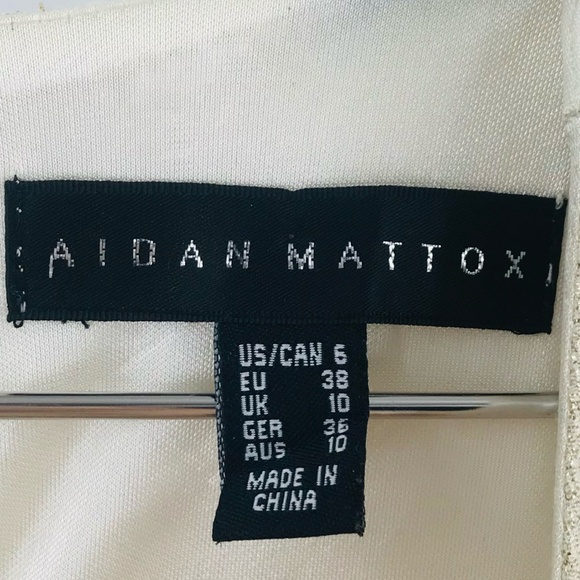 AIDAN MATTOX
US/CAN 6
EU 38
UK 10
GER 36
AUS 10
MADE IN
CHINA